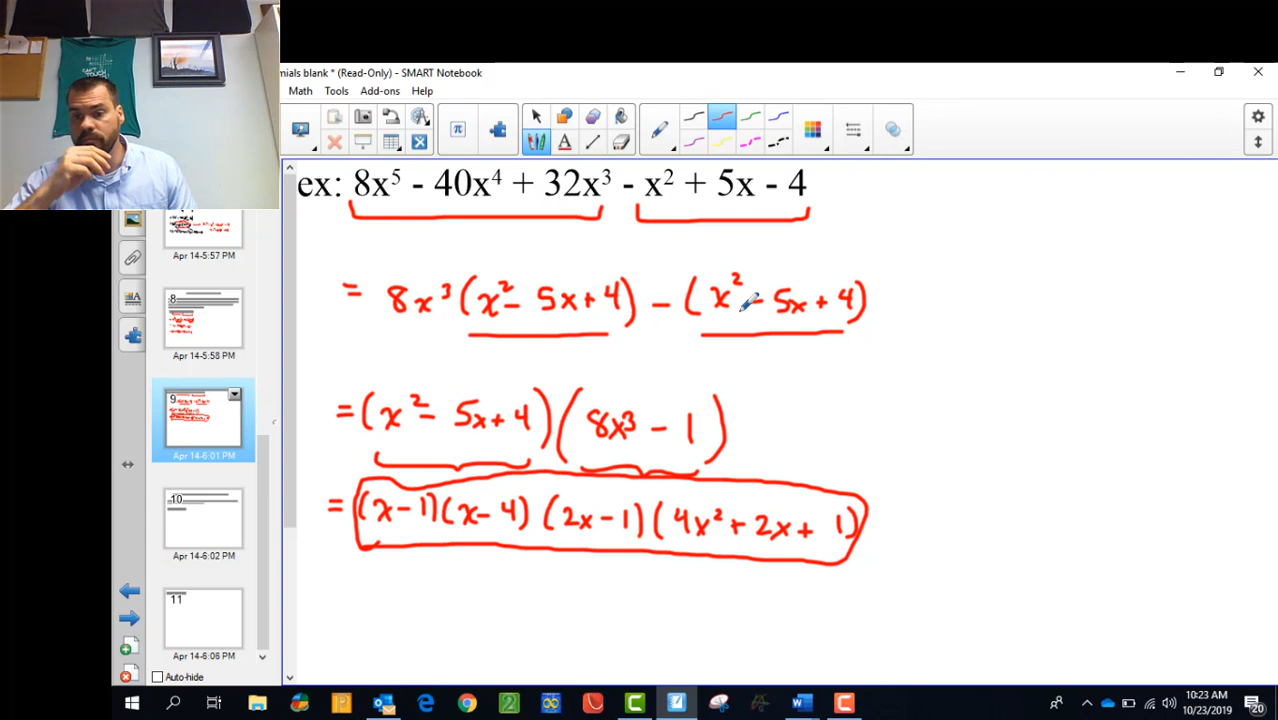 mials blank * (Read-Only) - SMART Notebook
Math Tools Add-ons Help
ex: 8x⁵ - 40x⁴ + 32x³ - x² + 5x - 4
= 8x³(x² - 5x + 4) - (x² - 5x + 4)
= (x² - 5x + 4)(8x³ - 1)
= (x - 1)(x - 4)(2x - 1)(4x² + 2x + 1)
Apr 14-5:57 PM
8
Apr 14-5:58 PM
9
Apr 14-6:01 PM
10
Apr 14-6:02 PM
11
Apr 14-6:06 PM
Auto-hide
10:23 AM
10/23/2019
20